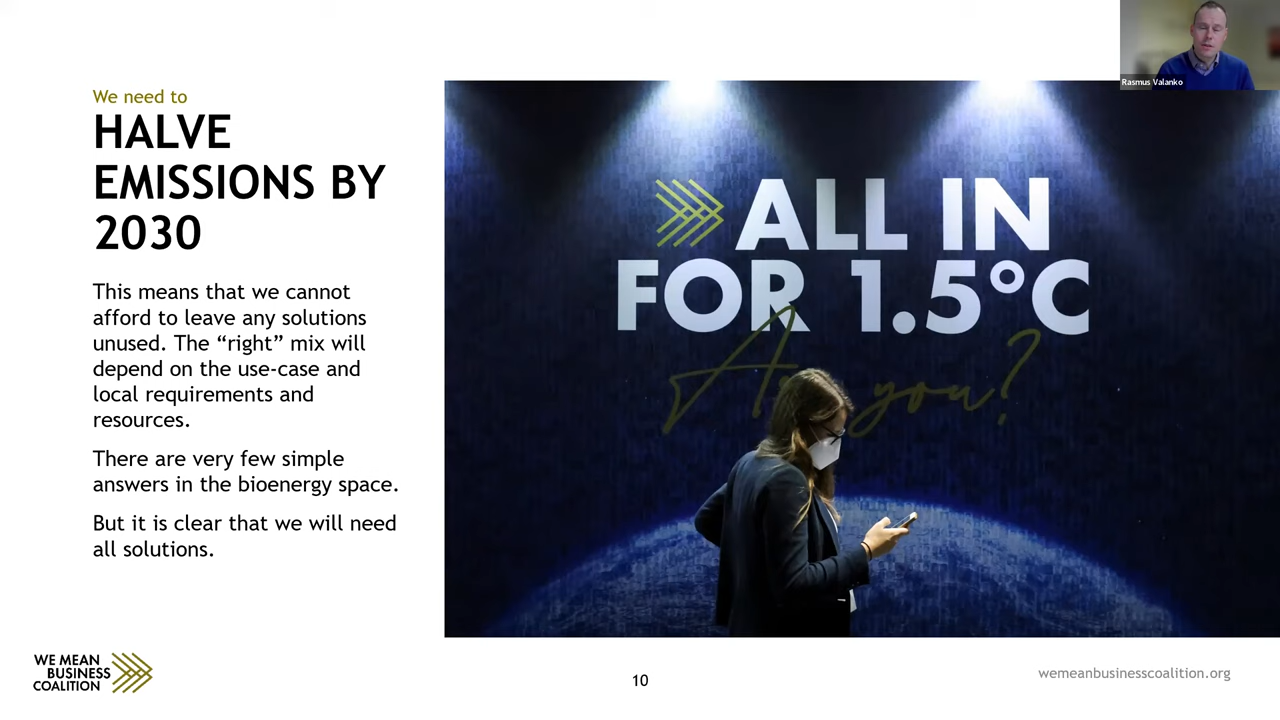 Rasmus Valanko
We need to
HALVE
EMISSIONS BY
2030
This means that we cannot
afford to leave any solutions
unused. The “right” mix will
depend on the use-case and
local requirements and
resources.
There are very few simple
answers in the bioenergy space.
But it is clear that we will need
all solutions.
ALL IN
FOR 1.5°C
you?
WE MEAN
BUSINESS
COALITION
10
wemeanbusinesscoalition.org